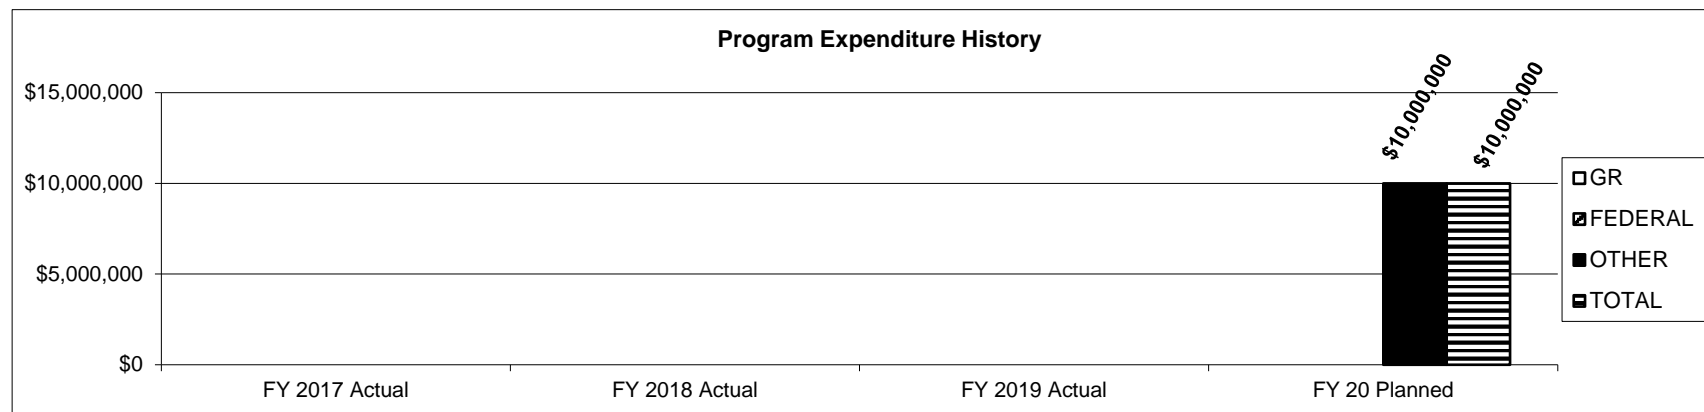 Program Expenditure History
$15,000,000
$10,000,000
$5,000,000
$0
$10,000,000
$10,000,000
FY 2017 Actual
FY 2018 Actual
FY 2019 Actual
FY 20 Planned
GR
FEDERAL
OTHER
TOTAL